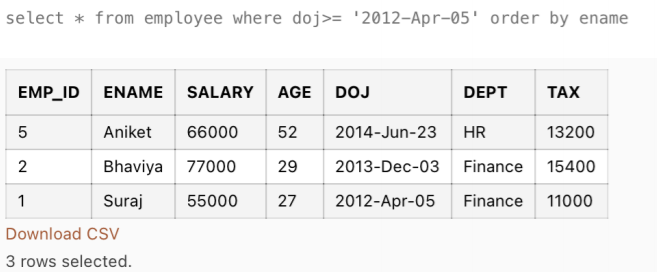 select * from employee where doj>= '2012-Apr-05' order by ename
EMP_ID ENAME SALARY AGE DOJ DEPT TAX
5 Aniket 66000 52 2014-Jun-23 HR 13200
2 Bhaviya 77000 29 2013-Dec-03 Finance 15400
1 Suraj 55000 27 2012-Apr-05 Finance 11000
Download CSV
3 rows selected.